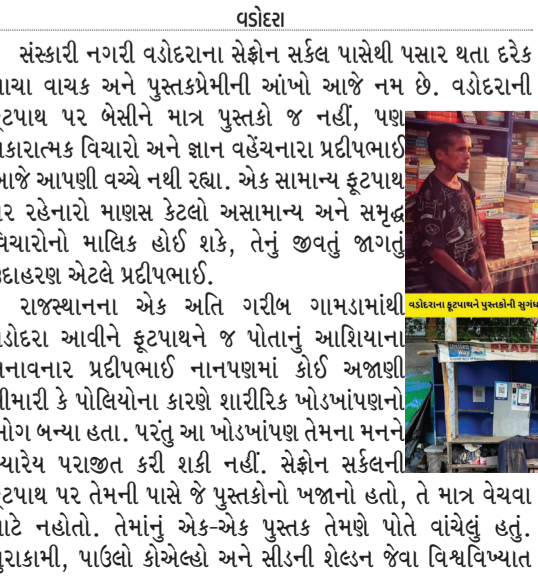 વડોદરા
સંસ્કારી નગરી વડોદરાના સેફ્રોન સર્કલ પાસેથી પસાર થતા દરેક
ાચા વાચક અને પુસ્તકપ્રેમીની આંખો આજે નમ છે. વડોદરાની
ૂટપાથ પર બેસીને માત્ર પુસ્તકો જ નહીં, પણ
કારાત્મક વિચારો અને જ્ઞાન વહેંચનારા પ્રદીપભાઈ
આજે આપણી વચ્ચે નથી રહ્યા. એક સામાન્ય ફૂટપાથ
ર રહેનારો માણસ કેટલો અસામાન્ય અને સમૃદ્ધ
વિચારોનો માલિક હોઈ શકે, તેનું જીવતું જાગતું
ઉદાહરણ એટલે પ્રદીપભાઈ.
વડોદરાના ફૂટપાથને પુસ્તકોની સુગંધ
રાજસ્થાનના એક અતિ ગરીબ ગામડામાંથી
ડોદરા આવીને ફૂટપાથને જ પોતાનું આશિયાના
નાવનાર પ્રદીપભાઈ નાનપણમાં કોઈ અજાણી
ીમારી કે પોલિયોના કારણે શારીરિક ખોડખાંપણનો
ભોગ બન્યા હતા. પરંતુ આ ખોડખાંપણ તેમના મનને
્યારેય પરાજીત કરી શકી નહીં. સેફ્રોન સર્કલની
ૂટપાથ પર તેમની પાસે જે પુસ્તકોનો ખજાનો હતો, તે માત્ર વેચવા
ાટે નહોતો. તેમાંનું એક-એક પુસ્તક તેમણે પોતે વાંચેલું હતું.
ુરાકામી, પાઉલો કોએલ્હો અને સીડની શેલ્ડન જેવા વિશ્વવિખ્યાત
United Way
PRADE